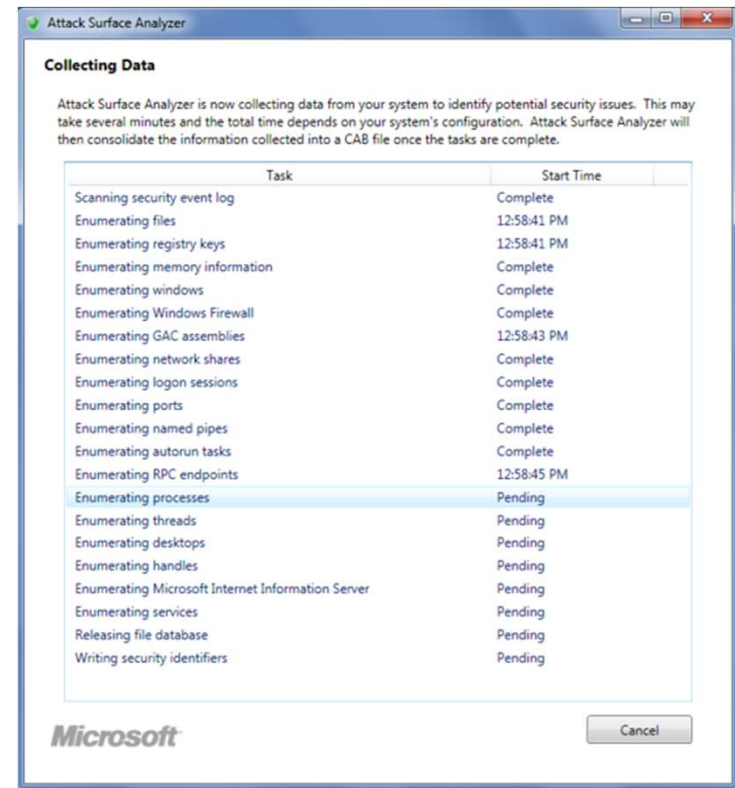 Attack Surface Analyzer
Collecting Data
Attack Surface Analyzer is now collecting data from your system to identify potential security issues. This may
take several minutes and the total time depends on your system's configuration. Attack Surface Analyzer will
then consolidate the information collected into a CAB file once the tasks are complete.
Task Start Time
Scanning security event log Complete
Enumerating files 12:58:41 PM
Enumerating registry keys 12:58:41 PM
Enumerating memory information Complete
Enumerating windows Complete
Enumerating Windows Firewall Complete
Enumerating GAC assemblies 12:58:43 PM
Enumerating network shares Complete
Enumerating logon sessions Complete
Enumerating ports Complete
Enumerating named pipes Complete
Enumerating autorun tasks Complete
Enumerating RPC endpoints 12:58:45 PM
Enumerating processes Pending
Enumerating threads Pending
Enumerating desktops Pending
Enumerating handles Pending
Enumerating Microsoft Internet Information Server Pending
Enumerating services Pending
Releasing file database Pending
Writing security identifiers Pending
Microsoft Cancel